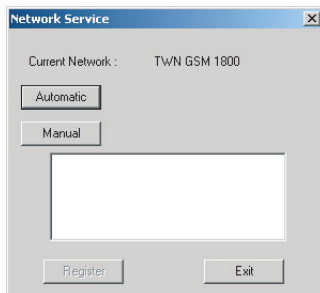 Network Service
Current Network : TWN GSM 1800
Automatic
Manual
Register Exit